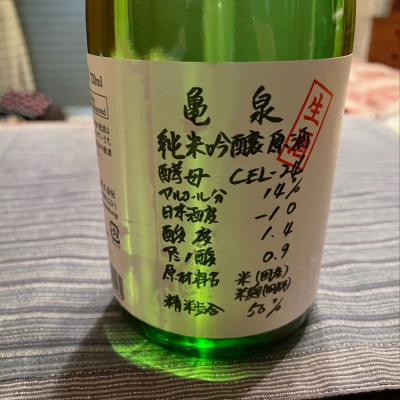 亀泉
純米吟醸原酒
生酒
酵母 CEL-24
アルコール分 14%
日本酒度 -10
酸度 1.4
アミノ酸 0.9
原材料名 米(国産)
米麹(国産)
精米歩合 50%
720ml